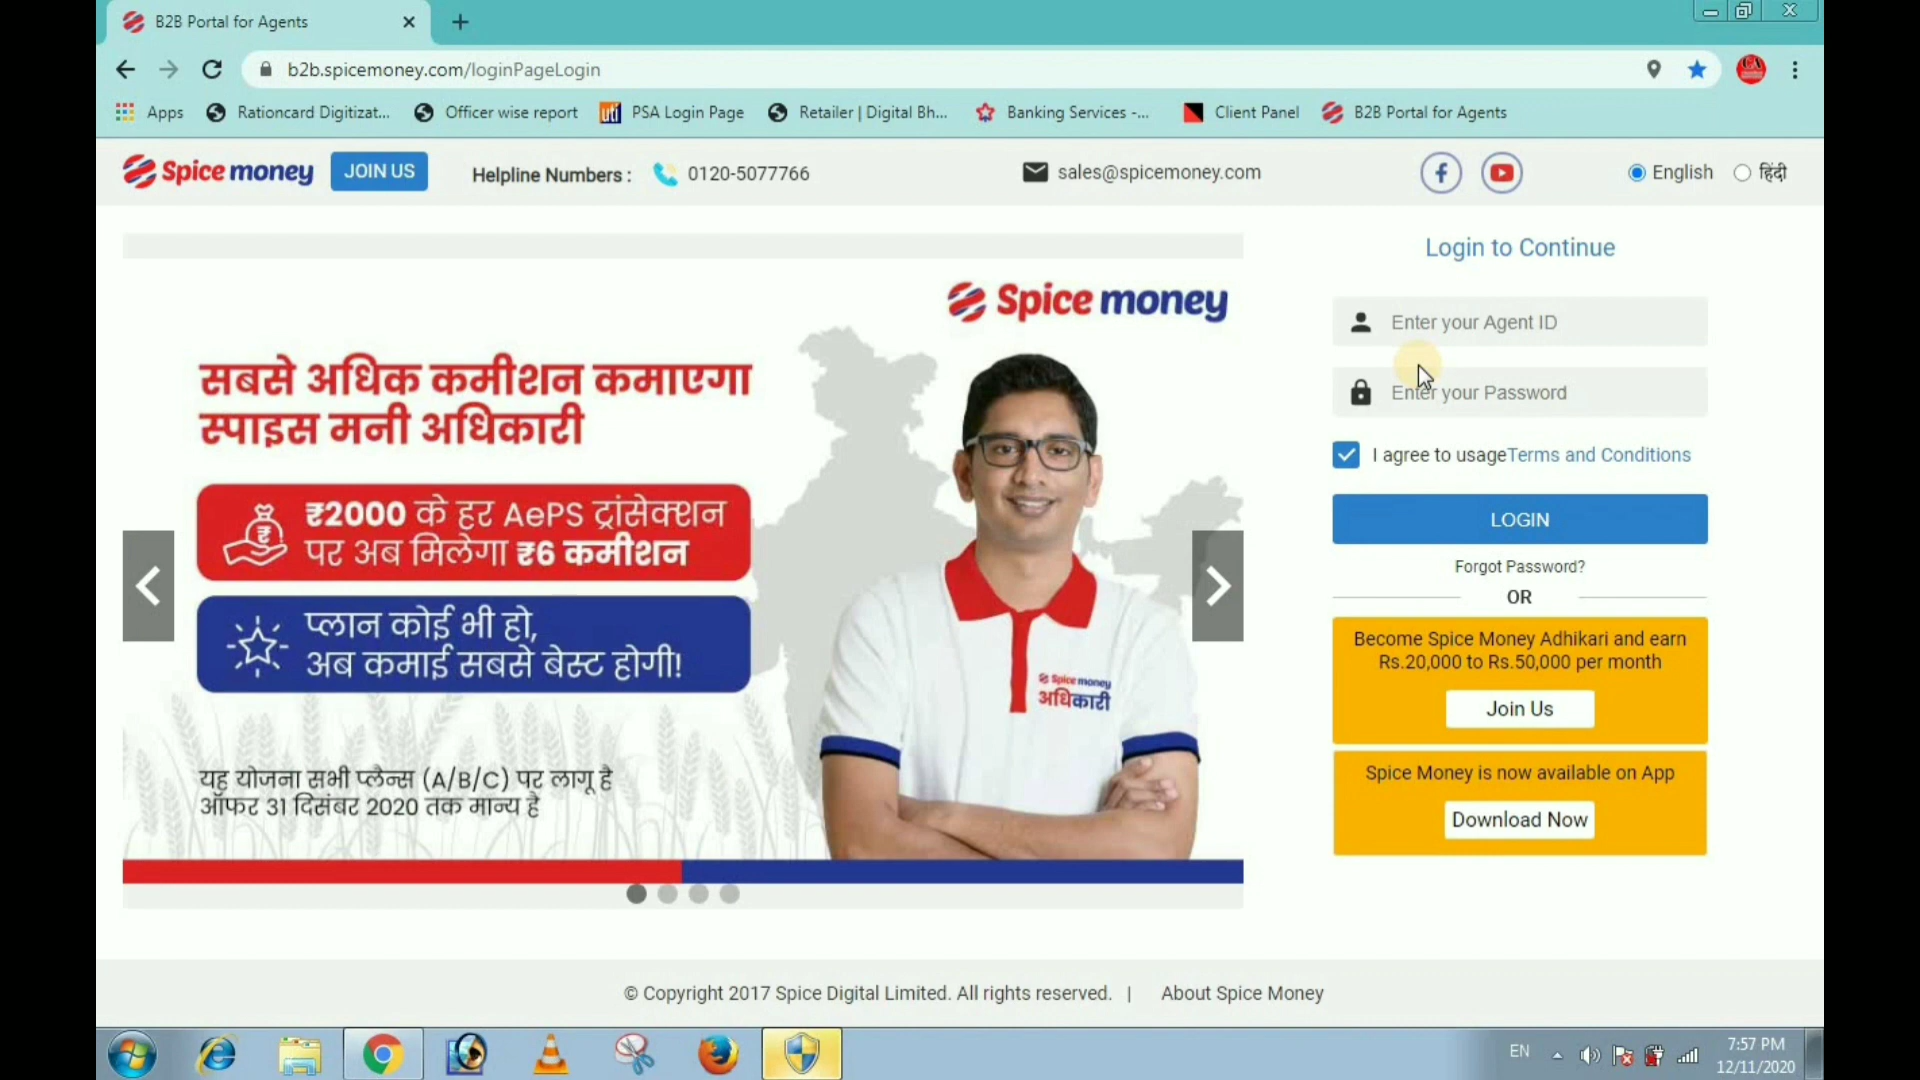 B2B Portal for Agents
b2b.spicemoney.com/loginPageLogin
Apps
Rationcard Digitizat...
Officer wise report
uti
PSA Login Page
Retailer | Digital Bh...
Banking Services -...
Client Panel
B2B Portal for Agents
Spice money
JOIN US
Helpline Numbers :
0120-5077766
sales@spicemoney.com
English
हिंदी
Spice money
सबसे अधिक कमीशन कमाएगा
स्पाइस मनी अधिकारी
₹2000 के हर AePS ट्रांसेक्शन
पर अब मिलेगा ₹6 कमीशन
प्लान कोई भी हो,
अब कमाई सबसे बेस्ट होगी!
यह योजना सभी प्लैन्स (A/B/C) पर लागू है
ऑफर 31 दिसंबर 2020 तक मान्य है
Spice money
अधिकारी
Login to Continue
Enter your Agent ID
Enter your Password
I agree to usageTerms and Conditions
LOGIN
Forgot Password?
OR
Become Spice Money Adhikari and earn
Rs.20,000 to Rs.50,000 per month
Join Us
Spice Money is now available on App
Download Now
© Copyright 2017 Spice Digital Limited. All rights reserved. | About Spice Money
EN
7:57 PM
12/11/2020